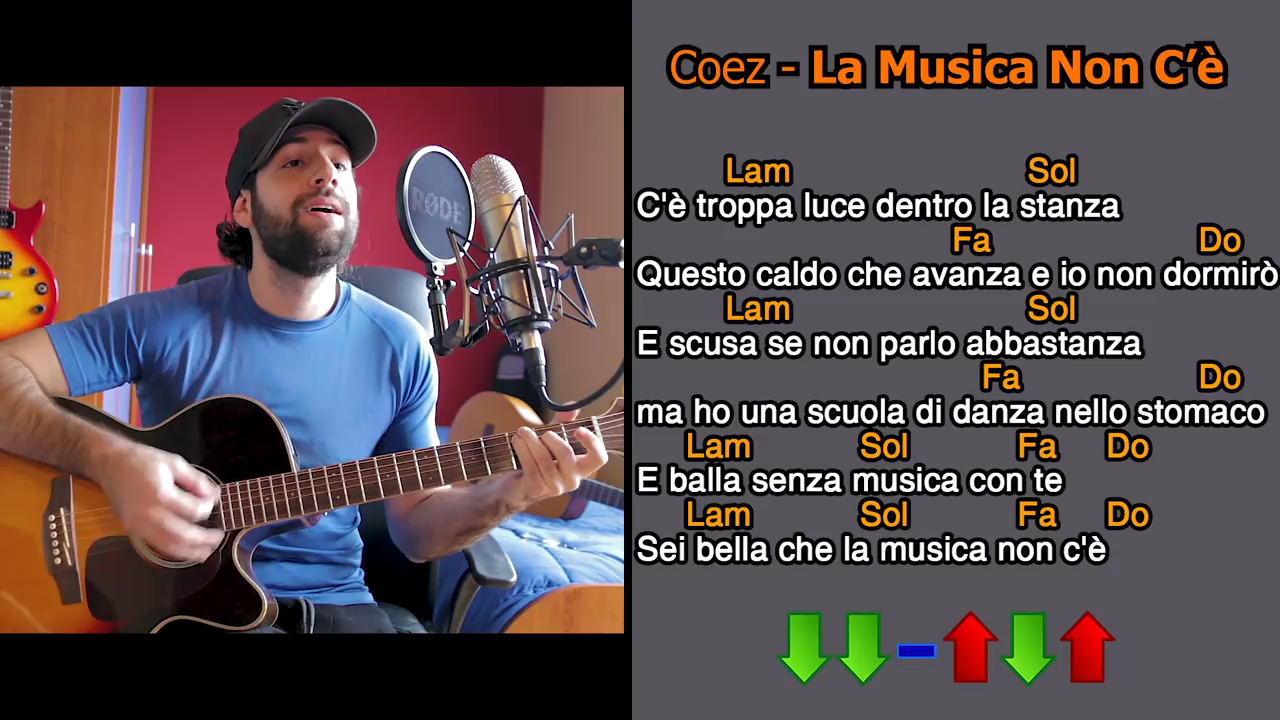 Coez - La Musica Non C'è
RØDE
Lam Sol
C'è troppa luce dentro la stanza
Fa Do
Questo caldo che avanza e io non dormirò
Lam Sol
E scusa se non parlo abbastanza
Fa Do
ma ho una scuola di danza nello stomaco
Lam Sol Fa Do
E balla senza musica con te
Lam Sol Fa Do
Sei bella che la musica non c'è